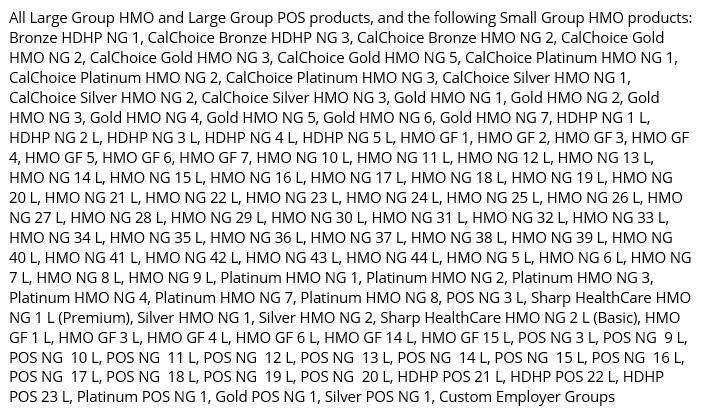 All Large Group HMO and Large Group POS products, and the following Small Group HMO products:
Bronze HDHP NG 1, CalChoice Bronze HDHP NG 3, CalChoice Bronze HMO NG 2, CalChoice Gold
HMO NG 2, CalChoice Gold HMO NG 3, CalChoice Gold HMO NG 5, CalChoice Platinum HMO NG 1,
CalChoice Platinum HMO NG 2, CalChoice Platinum HMO NG 3, CalChoice Silver HMO NG 1,
CalChoice Silver HMO NG 2, CalChoice Silver HMO NG 3, Gold HMO NG 1, Gold HMO NG 2, Gold
HMO NG 3, Gold HMO NG 4, Gold HMO NG 5, Gold HMO NG 6, Gold HMO NG 7, HDHP NG 1 L,
HDHP NG 2 L, HDHP NG 3 L, HDHP NG 4 L, HDHP NG 5 L, HMO GF 1, HMO GF 2, HMO GF 3, HMO GF
4, HMO GF 5, HMO GF 6, HMO GF 7, HMO NG 10 L, HMO NG 11 L, HMO NG 12 L, HMO NG 13 L,
HMO NG 14 L, HMO NG 15 L, HMO NG 16 L, HMO NG 17 L, HMO NG 18 L, HMO NG 19 L, HMO NG
20 L, HMO NG 21 L, HMO NG 22 L, HMO NG 23 L, HMO NG 24 L, HMO NG 25 L, HMO NG 26 L, HMO
NG 27 L, HMO NG 28 L, HMO NG 29 L, HMO NG 30 L, HMO NG 31 L, HMO NG 32 L, HMO NG 33 L,
HMO NG 34 L, HMO NG 35 L, HMO NG 36 L, HMO NG 37 L, HMO NG 38 L, HMO NG 39 L, HMO NG
40 L, HMO NG 41 L, HMO NG 42 L, HMO NG 43 L, HMO NG 44 L, HMO NG 5 L, HMO NG 6 L, HMO NG
7 L, HMO NG 8 L, HMO NG 9 L, Platinum HMO NG 1, Platinum HMO NG 2, Platinum HMO NG 3,
Platinum HMO NG 4, Platinum HMO NG 7, Platinum HMO NG 8, POS NG 3 L, Sharp HealthCare HMO
NG 1 L (Premium), Silver HMO NG 1, Silver HMO NG 2, Sharp HealthCare HMO NG 2 L (Basic), HMO
GF 1 L, HMO GF 3 L, HMO GF 4 L, HMO GF 6 L, HMO GF 14 L, HMO GF 15 L, POS NG 3 L, POS NG  9 L,
POS NG  10 L, POS NG  11 L, POS NG  12 L, POS NG  13 L, POS NG  14 L, POS NG  15 L, POS NG  16 L,
POS NG  17 L, POS NG  18 L, POS NG  19 L, POS NG  20 L, HDHP POS 21 L, HDHP POS 22 L, HDHP
POS 23 L, Platinum POS NG 1, Gold POS NG 1, Silver POS NG 1, Custom Employer Groups